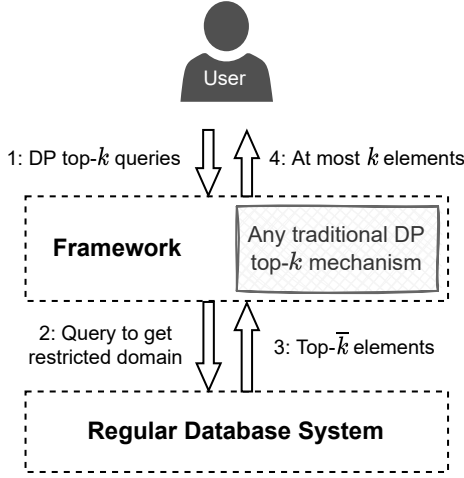 User
1: DP top-k queries
4: At most k elements
Framework
Any traditional DP
top-k mechanism
2: Query to get
restricted domain
3: Top-k̅ elements
Regular Database System